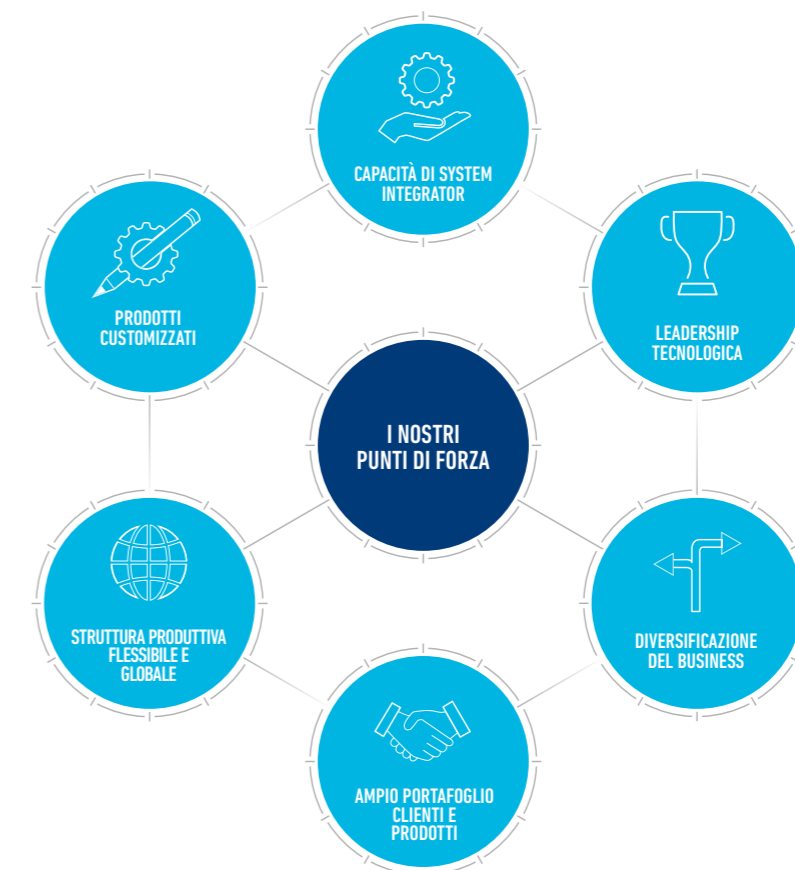 CAPACITÀ DI SYSTEM
INTEGRATOR
PRODOTTI
CUSTOMIZZATI
LEADERSHIP
TECNOLOGICA
I NOSTRI
PUNTI DI FORZA
STRUTTURA PRODUTTIVA
FLESSIBILE E
GLOBALE
DIVERSIFICAZIONE
DEL BUSINESS
AMPIO PORTAFOGLIO
CLIENTI E
PRODOTTI